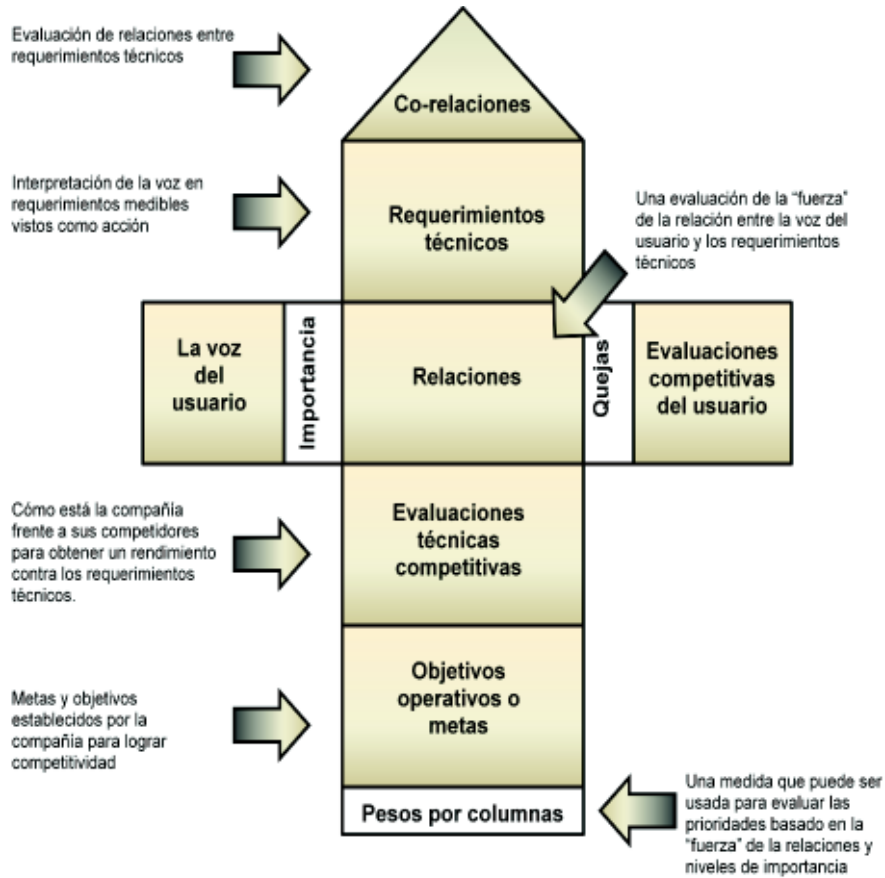 Evaluación de relaciones entre
requerimientos técnicos
Co-relaciones
Interpretación de la voz en
requerimientos medibles
vistos como acción
Requerimientos
técnicos
Una evaluación de la “fuerza”
de la relación entre la voz del
usuario y los requerimientos
técnicos
La voz
del
usuario
Importancia
Relaciones
Quejas
Evaluaciones
competitivas
del usuario
Cómo está la compañía
frente a sus competidores
para obtener un rendimiento
contra los requerimientos
técnicos.
Evaluaciones
técnicas
competitivas
Metas y objetivos
establecidos por la
compañía para lograr
competitividad
Objetivos
operativos o
metas
Pesos por columnas
Una medida que puede ser
usada para evaluar las
prioridades basado en la
“fuerza” de la relaciones y
niveles de importancia